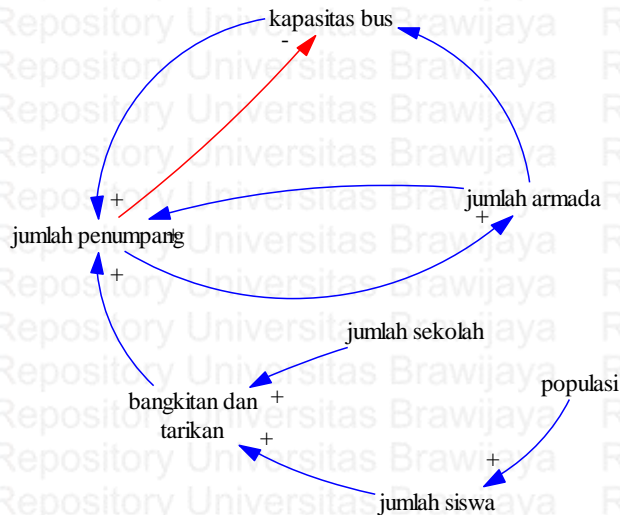 Repository Universitas Brawijaya
kapasitas bus
-
+
jumlah armada
+
jumlah penumpang
+
+
jumlah sekolah
populasi
bangkitan dan
tarikan
+
+
+
jumlah siswa